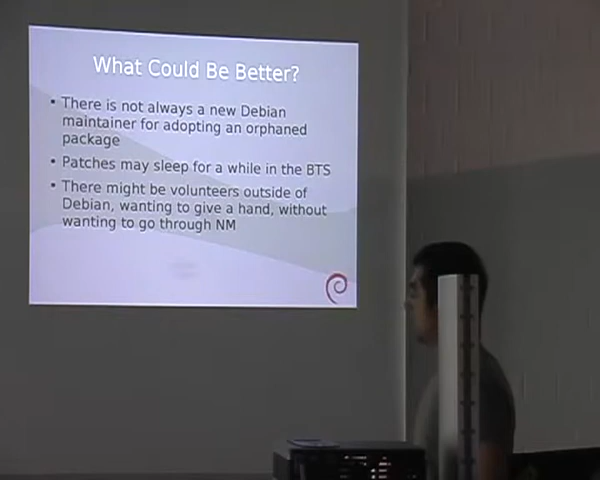 What Could Be Better?
• There is not always a new Debian
maintainer for adopting an orphaned
package
• Patches may sleep for a while in the BTS
• There might be volunteers outside of
Debian, wanting to give a hand, without
wanting to go through NM